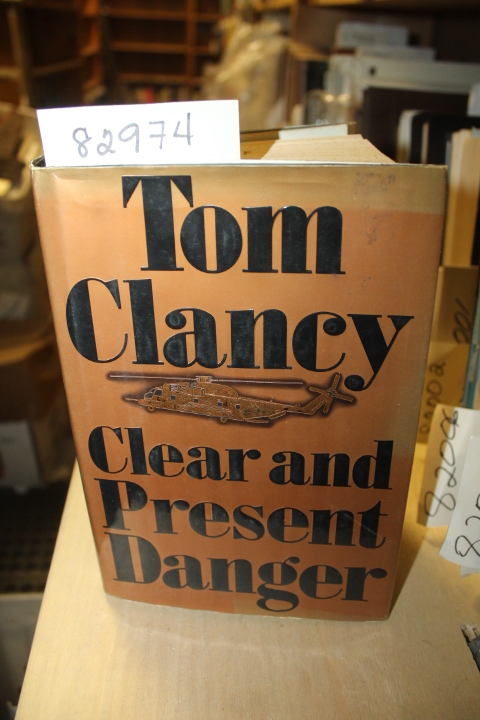 82974
Tom
Clancy
Clear and
Present
Danger